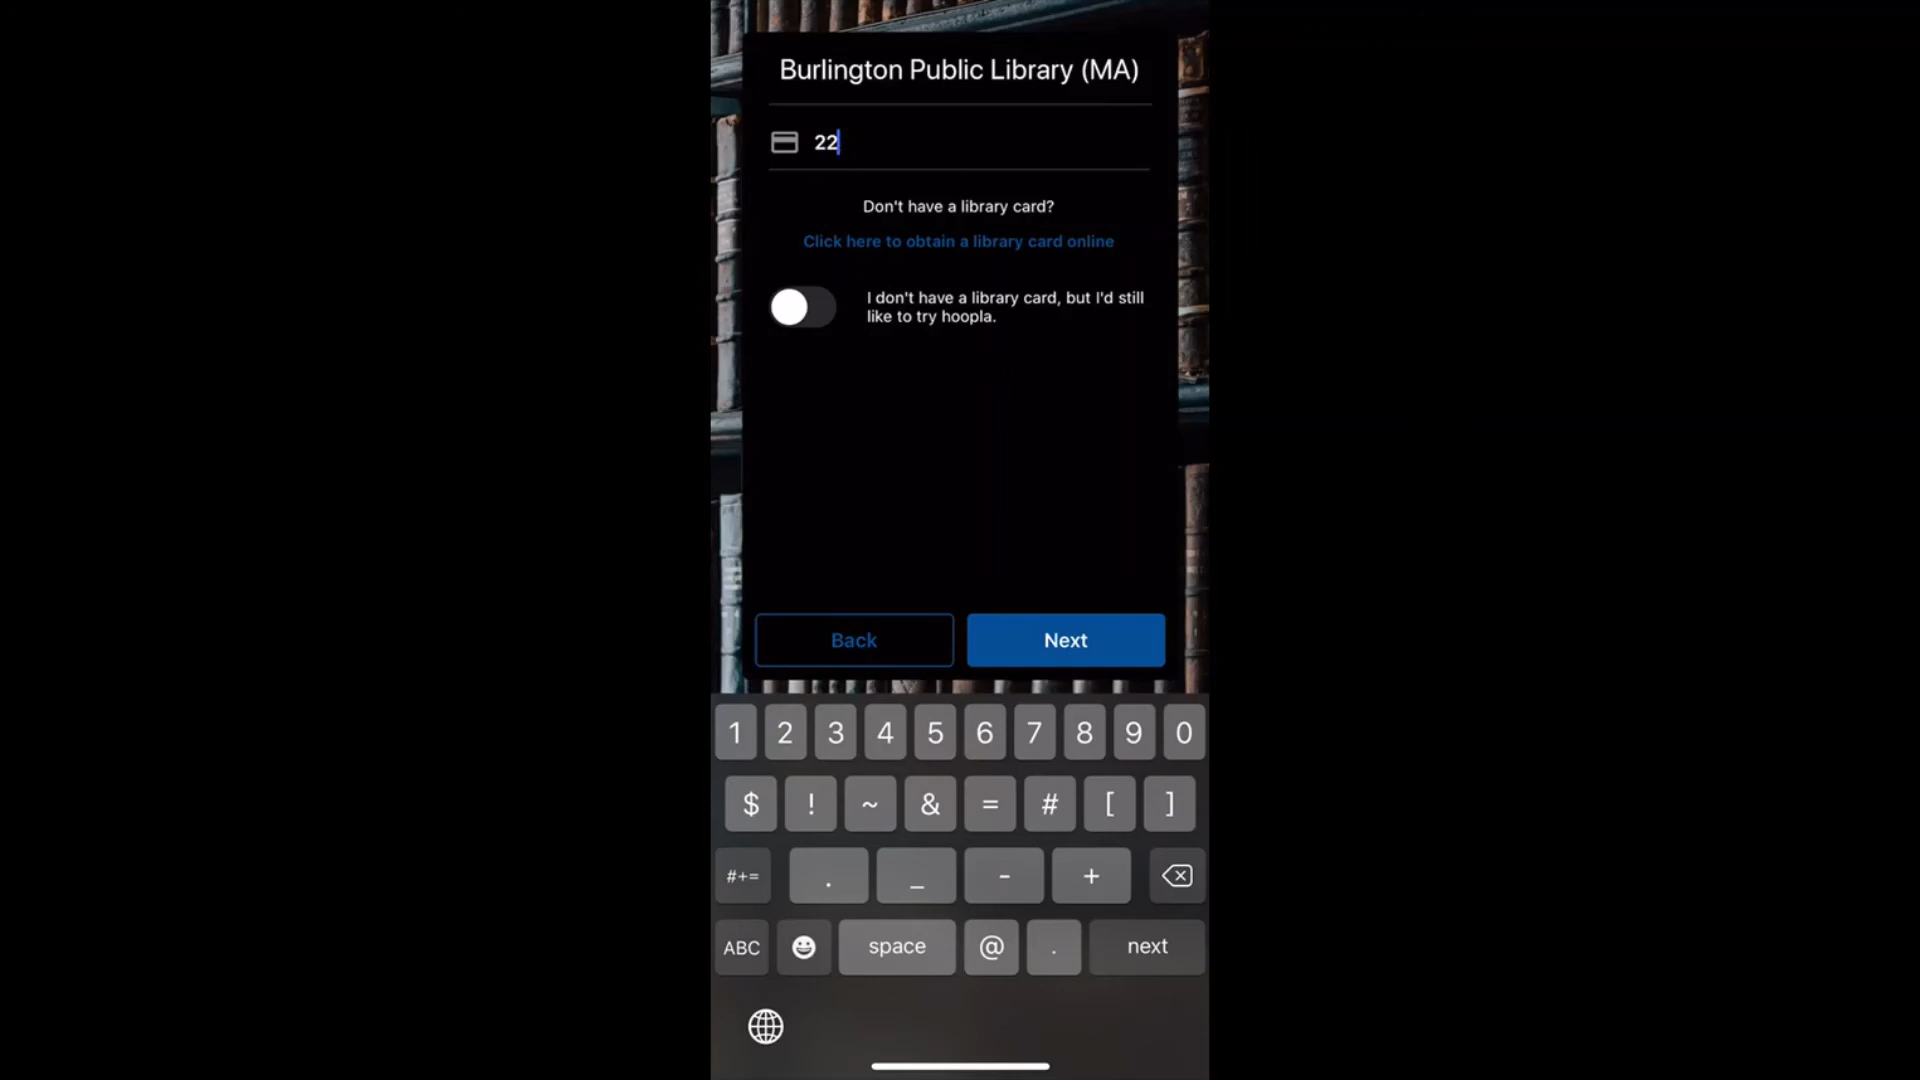 Burlington Public Library (MA)
22
Don't have a library card?
Click here to obtain a library card online
I don't have a library card, but I'd still
like to try hoopla.
Back
Next
1 2 3 4 5 6 7 8 9 0
$ ! ~ & = # [ ]
#+= . _ - +
ABC space @ . next